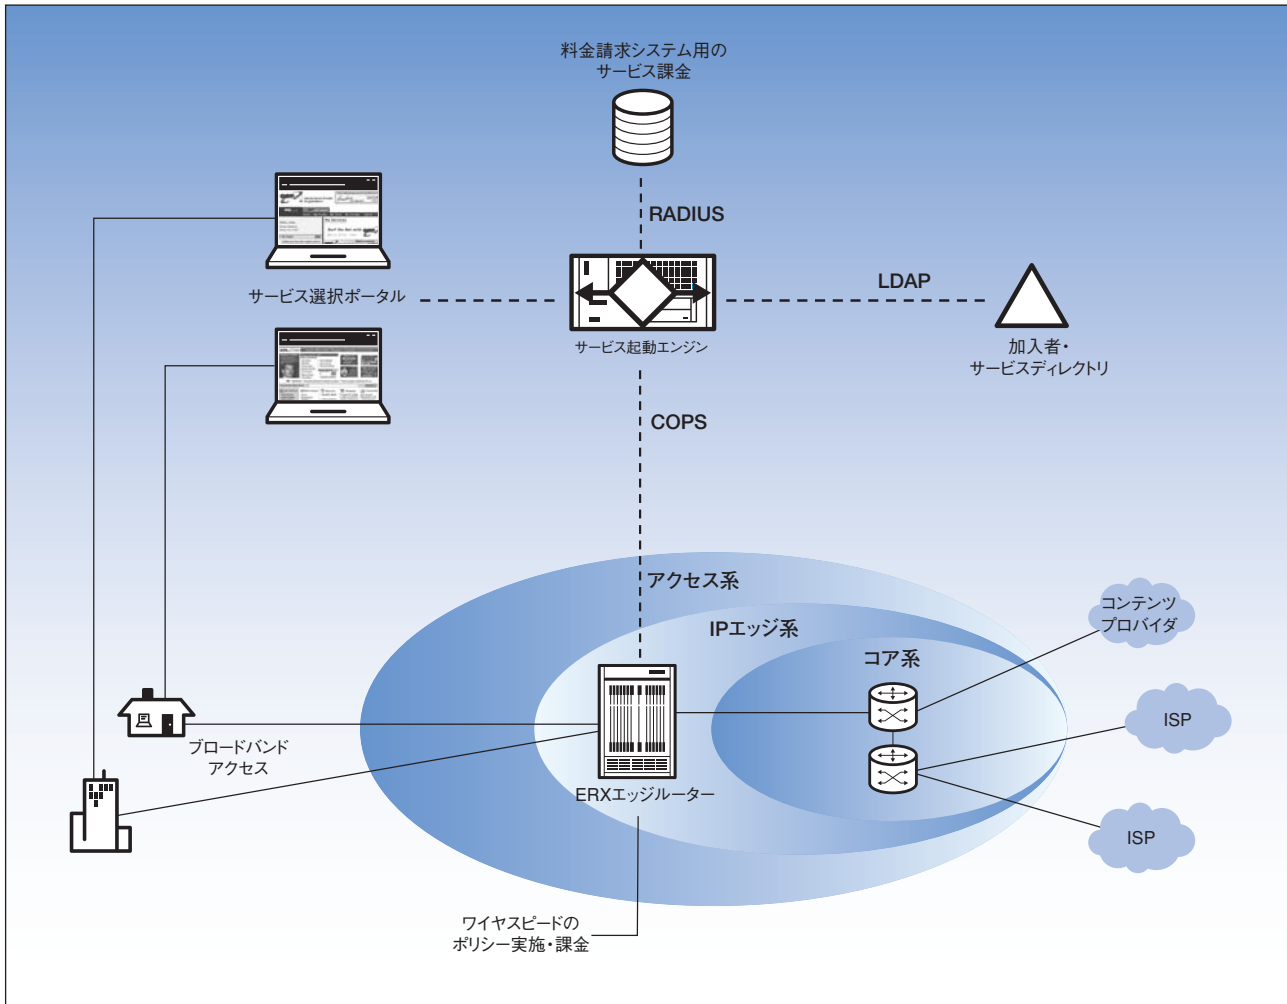 料金請求システム用の
サービス課金
RADIUS
サービス選択ポータル
サービス起動エンジン
LDAP
加入者・
サービスディレクトリ
COPS
アクセス系
IPエッジ系
コア系
コンテンツ
プロバイダ
ISP
ISP
ブロードバンド
アクセス
ERXエッジルーター
ワイヤスピードの
ポリシー実施・課金